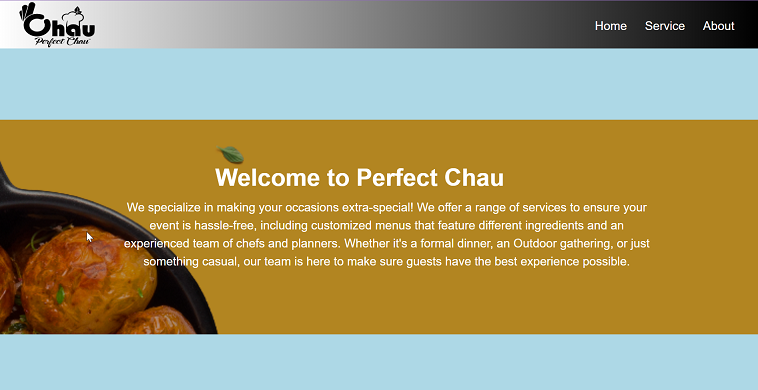 Chau
Perfect Chau
Home Service About
Welcome to Perfect Chau
We specialize in making your occasions extra-special! We offer a range of services to ensure your
event is hassle-free, including customized menus that feature different ingredients and an
experienced team of chefs and planners. Whether it's a formal dinner, an Outdoor gathering, or just
something casual, our team is here to make sure guests have the best experience possible.